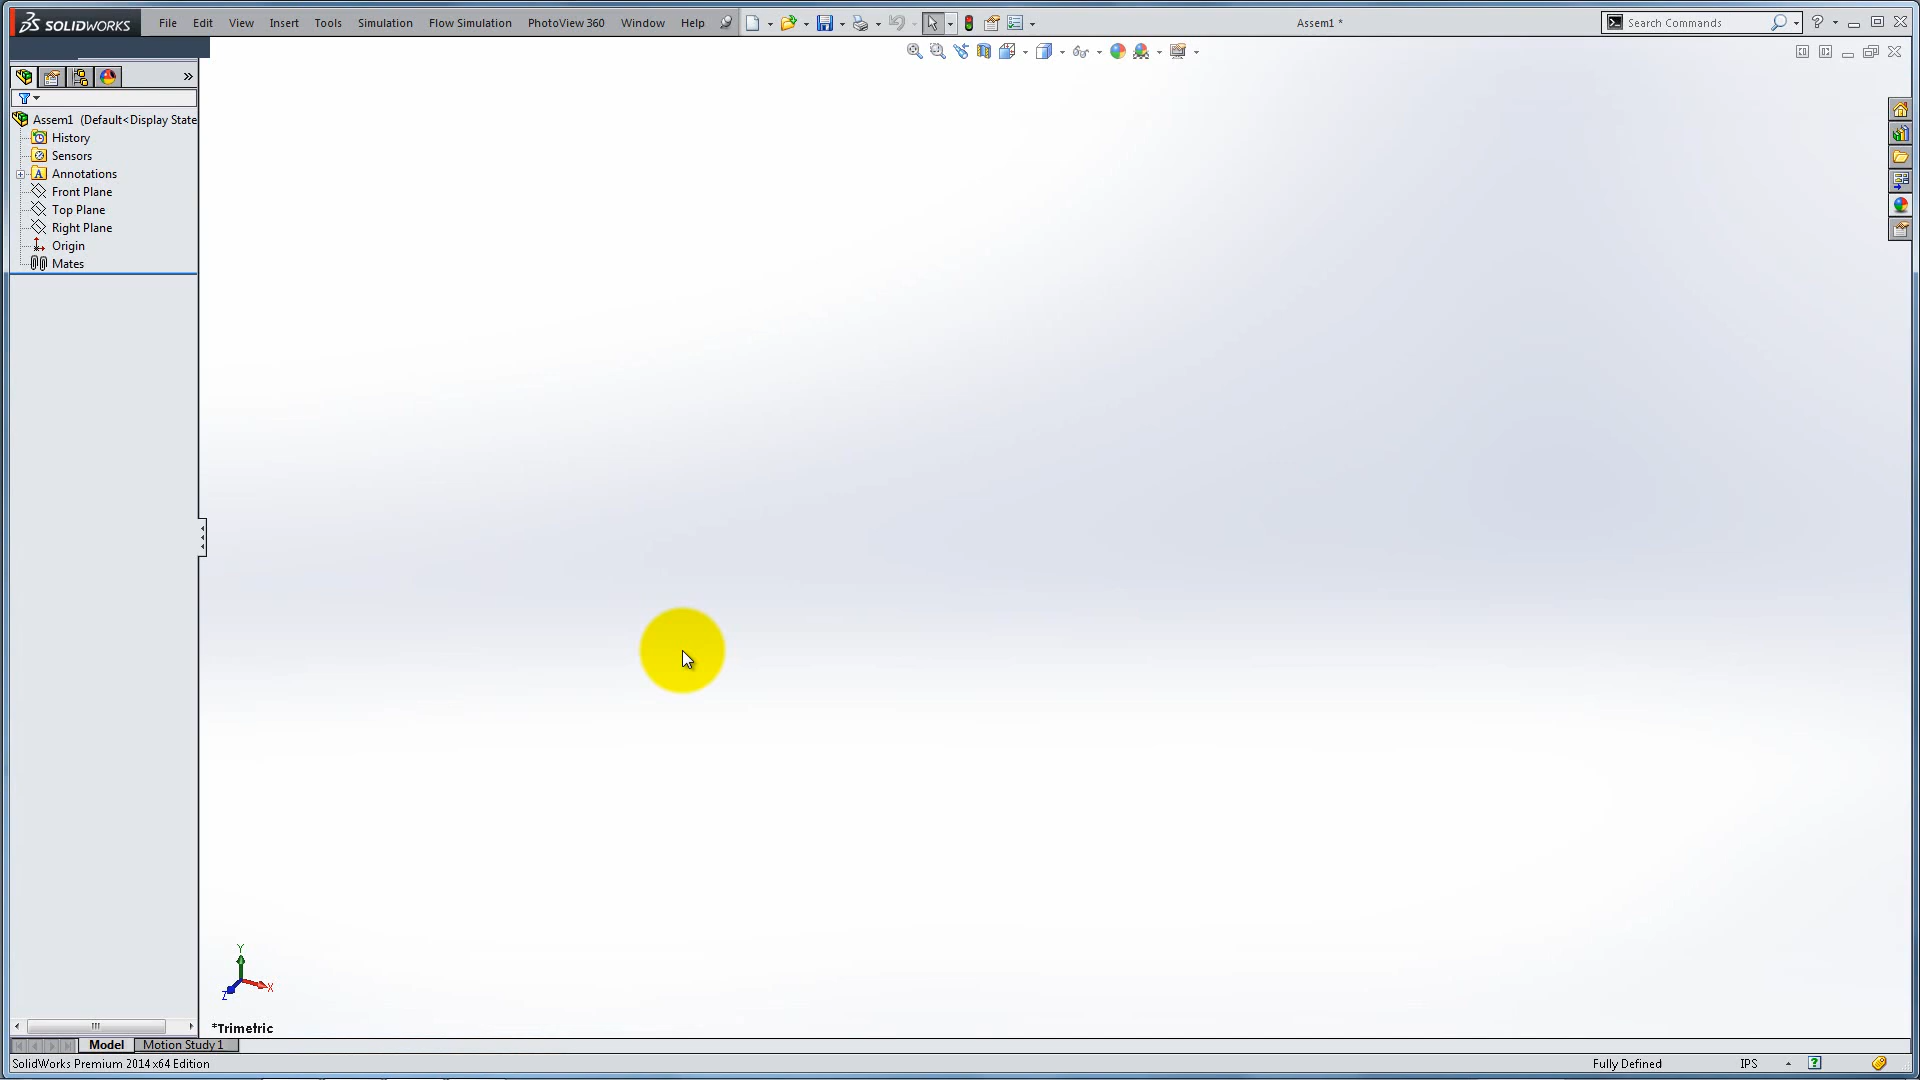 SOLIDWORKS File Edit View Insert Tools Simulation Flow Simulation PhotoView 360 Window Help Assem1 * Search Commands
Assem1 (Default<Display State
History
Sensors
A Annotations
Front Plane
Top Plane
Right Plane
Origin
Mates
Y
X
Z
*Trimetric
Model Motion Study 1
SolidWorks Premium 2014 x64 Edition Fully Defined IPS